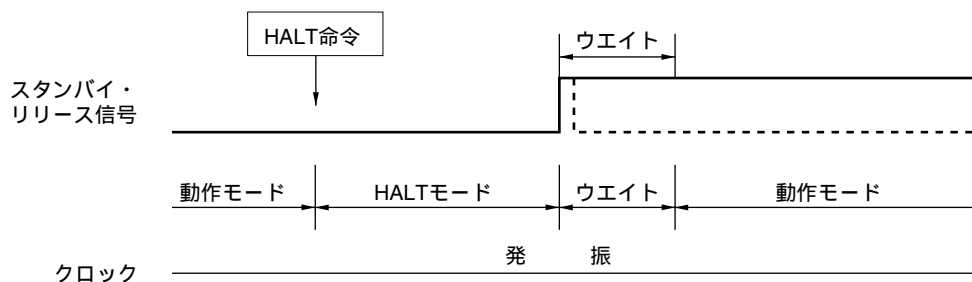 HALT命令
ウエイト
スタンバイ・
リリース信号
動作モード
HALTモード
ウエイト
動作モード
発 振
クロック